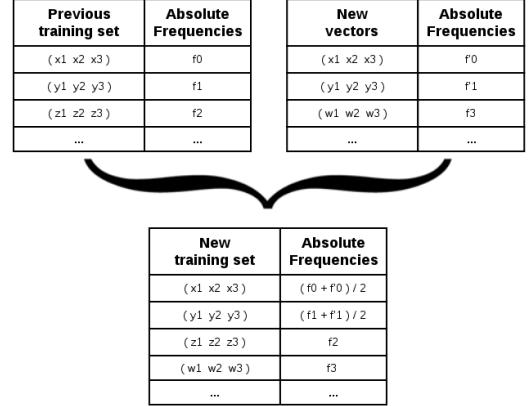 Previous training set | Absolute Frequencies
( x1 x2 x3 ) | f0
( y1 y2 y3 ) | f1
( z1 z2 z3 ) | f2
... | ...
New vectors | Absolute Frequencies
( x1 x2 x3 ) | f'0
( y1 y2 y3 ) | f'1
( w1 w2 w3 ) | f3
... | ...
New training set | Absolute Frequencies
( x1 x2 x3 ) | ( f0 + f'0 ) / 2
( y1 y2 y3 ) | ( f1 + f'1 ) / 2
( z1 z2 z3 ) | f2
( w1 w2 w3 ) | f3
... | ...